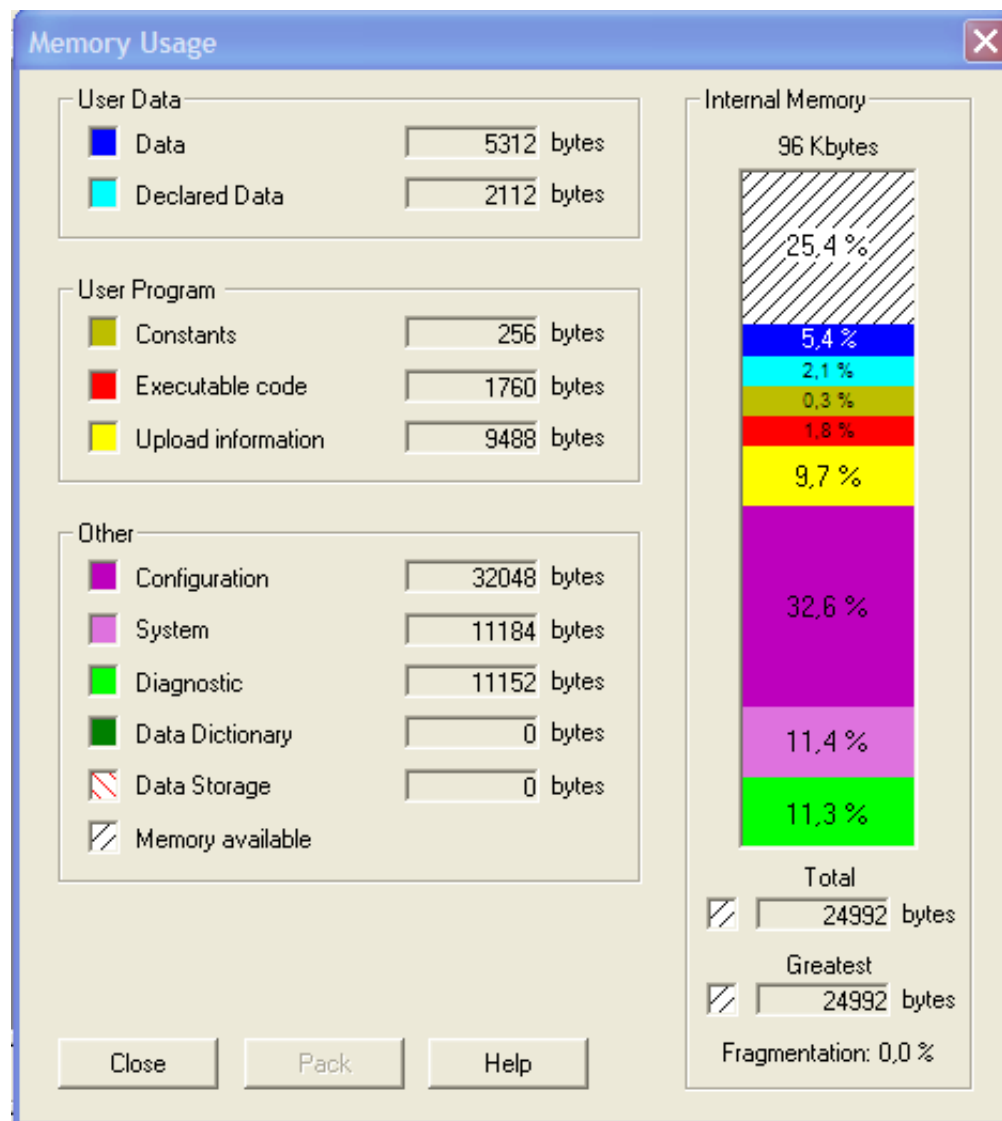 Memory Usage
User Data
Data 5312 bytes
Declared Data 2112 bytes
User Program
Constants 256 bytes
Executable code 1760 bytes
Upload information 9488 bytes
Other
Configuration 32048 bytes
System 11184 bytes
Diagnostic 11152 bytes
Data Dictionary 0 bytes
Data Storage 0 bytes
Memory available
Close Pack Help
Internal Memory
96 Kbytes
25,4 %
5,4 %
2,1 %
0,3 %
1,8 %
9,7 %
32,6 %
11,4 %
11,3 %
Total
24992 bytes
Greatest
24992 bytes
Fragmentation: 0,0 %